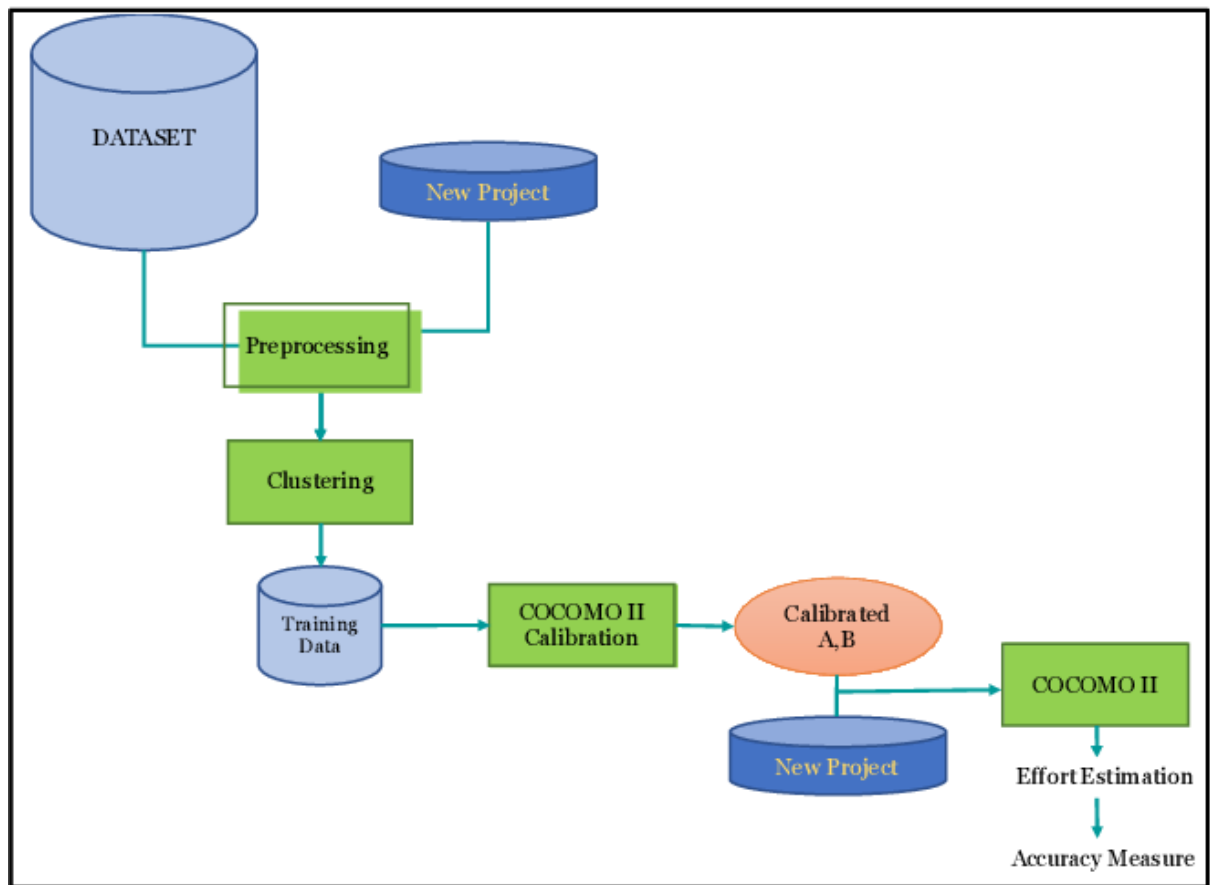 DATASET
New Project
Preprocessing
Clustering
Training
Data
COCOMO II
Calibration
Calibrated
A,B
COCOMO II
New Project
Effort Estimation
Accuracy Measure